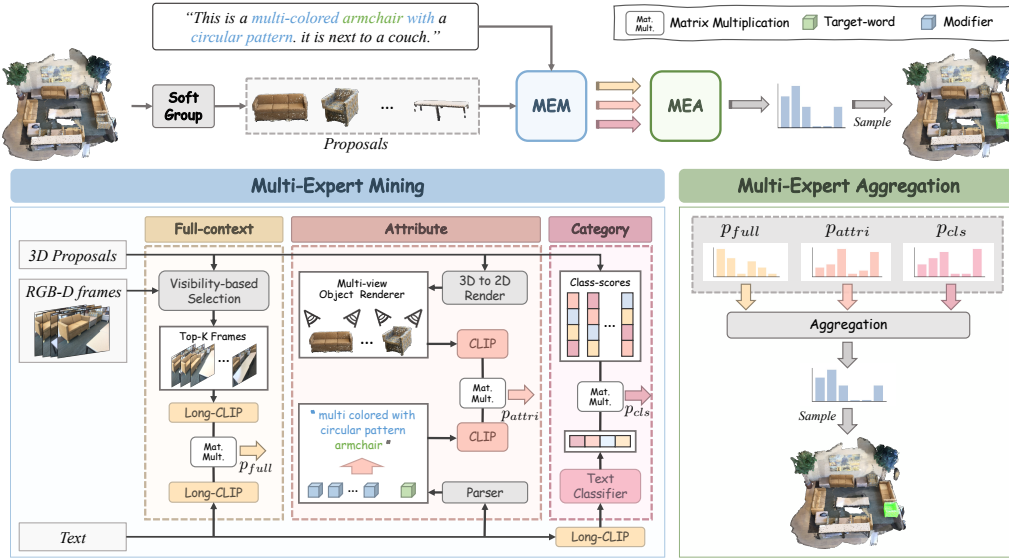 “This is a multi-colored armchair with a
circular pattern. it is next to a couch.”
Mat. Mult.
Matrix Multiplication
Target-word
Modifier
Soft
Group
...
Proposals
MEM
MEA
Sample
Multi-Expert Mining
Multi-Expert Aggregation
Full-context
Attribute
Category
3D Proposals
RGB-D frames
Visibility-based
Selection
Top-K Frames
...
Long-CLIP
Mat.
Mult.
p_full
Long-CLIP
Multi-view
Object Renderer
...
3D to 2D
Render
CLIP
Mat.
Mult.
p_attri
CLIP
" multi colored with
circular pattern
armchair "
...
Parser
Class-scores
...
Mat.
Mult.
p_cls
Text
Classifier
Long-CLIP
Text
p_full
p_attri
p_cls
Aggregation
Sample